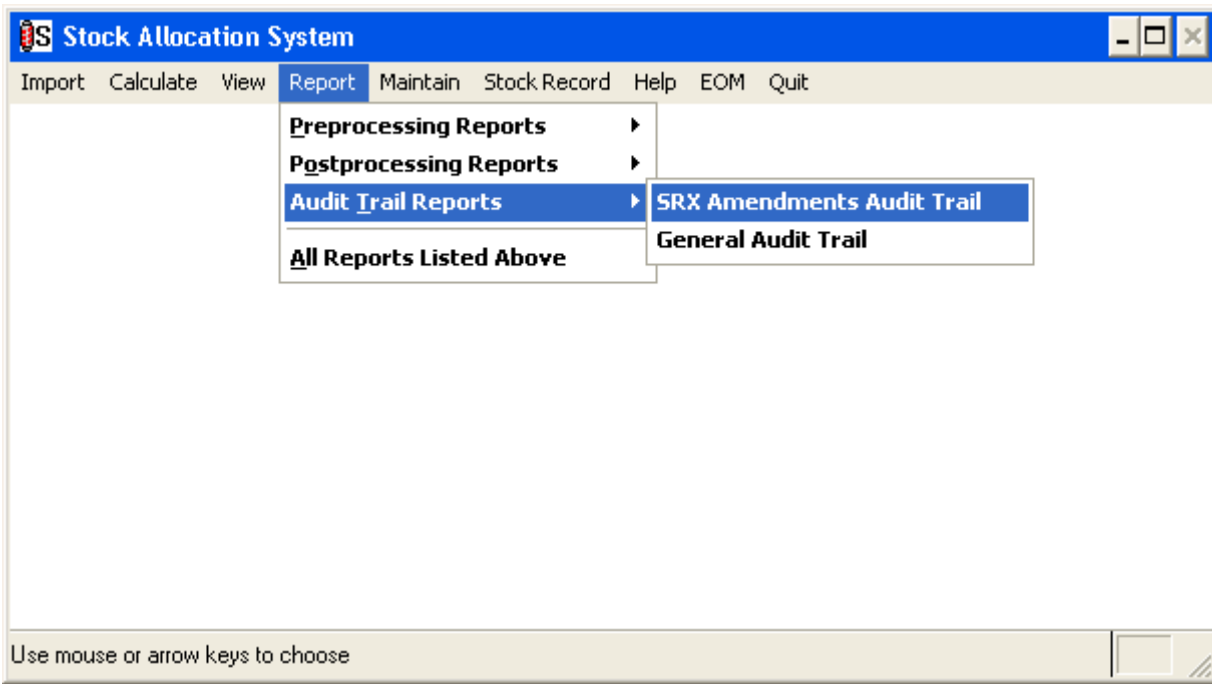 S Stock Allocation System
Import Calculate View Report Maintain Stock Record Help EOM Quit
Preprocessing Reports
Postprocessing Reports
Audit Trail Reports
SRX Amendments Audit Trail
General Audit Trail
All Reports Listed Above
Use mouse or arrow keys to choose